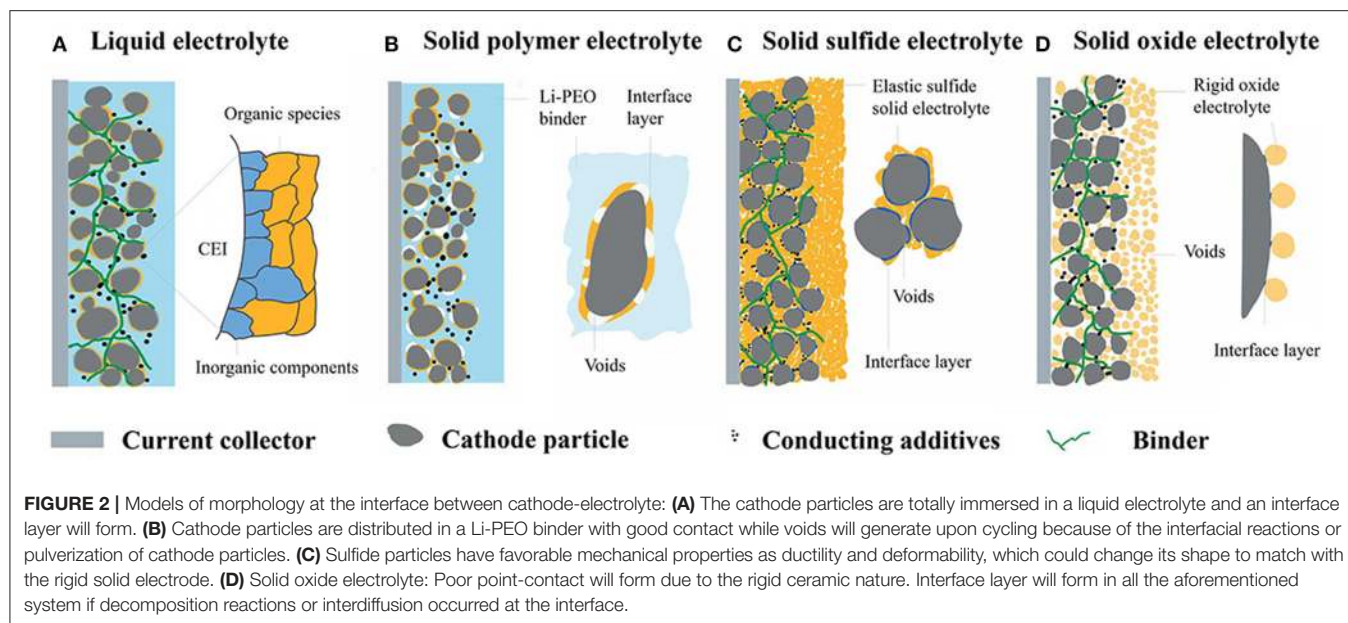 A Liquid electrolyte
B Solid polymer electrolyte
C Solid sulfide electrolyte
D Solid oxide electrolyte
Organic species
CEI
Inorganic components
Li-PEO
binder
Interface
layer
Voids
Elastic sulfide
solid electrolyte
Voids
Interface layer
Rigid oxide
electrolyte
Voids
Interface layer
Current collector
Cathode particle
Conducting additives
Binder
FIGURE 2 | Models of morphology at the interface between cathode-electrolyte: (A) The cathode particles are totally immersed in a liquid electrolyte and an interface
layer will form. (B) Cathode particles are distributed in a Li-PEO binder with good contact while voids will generate upon cycling because of the interfacial reactions or
pulverization of cathode particles. (C) Sulfide particles have favorable mechanical properties as ductility and deformability, which could change its shape to match with
the rigid solid electrode. (D) Solid oxide electrolyte: Poor point-contact will form due to the rigid ceramic nature. Interface layer will form in all the aforementioned
system if decomposition reactions or interdiffusion occurred at the interface.